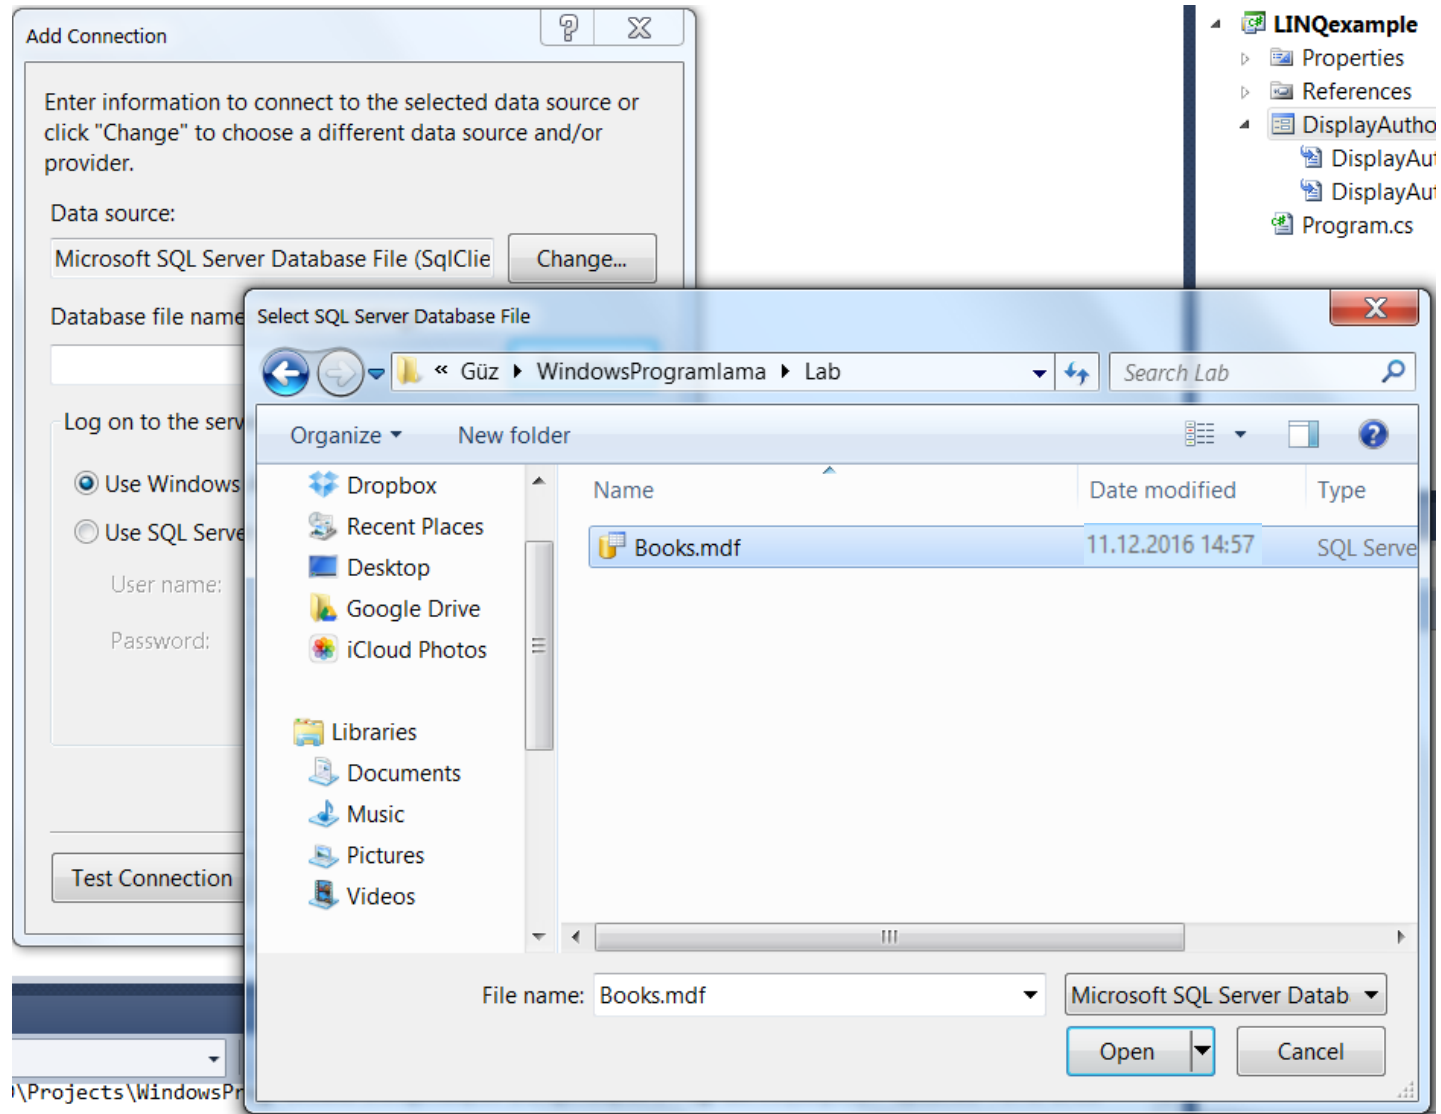 Add Connection
Enter information to connect to the selected data source or
click "Change" to choose a different data source and/or
provider.
Data source:
Microsoft SQL Server Database File (SqlClie
Change...
Database file name
Log on to the serv
Use Windows
Use SQL Serve
User name:
Password:
Test Connection
\Projects\WindowsPr
Select SQL Server Database File
« Güz WindowsProgramlama Lab
Search Lab
Organize
New folder
Dropbox
Recent Places
Desktop
Google Drive
iCloud Photos
Libraries
Documents
Music
Pictures
Videos
Name Date modified Type
Books.mdf 11.12.2016 14:57 SQL Serve
File name: Books.mdf
Microsoft SQL Server Datab
Open
Cancel
LINQexample
Properties
References
DisplayAutho
DisplayAut
DisplayAut
Program.cs